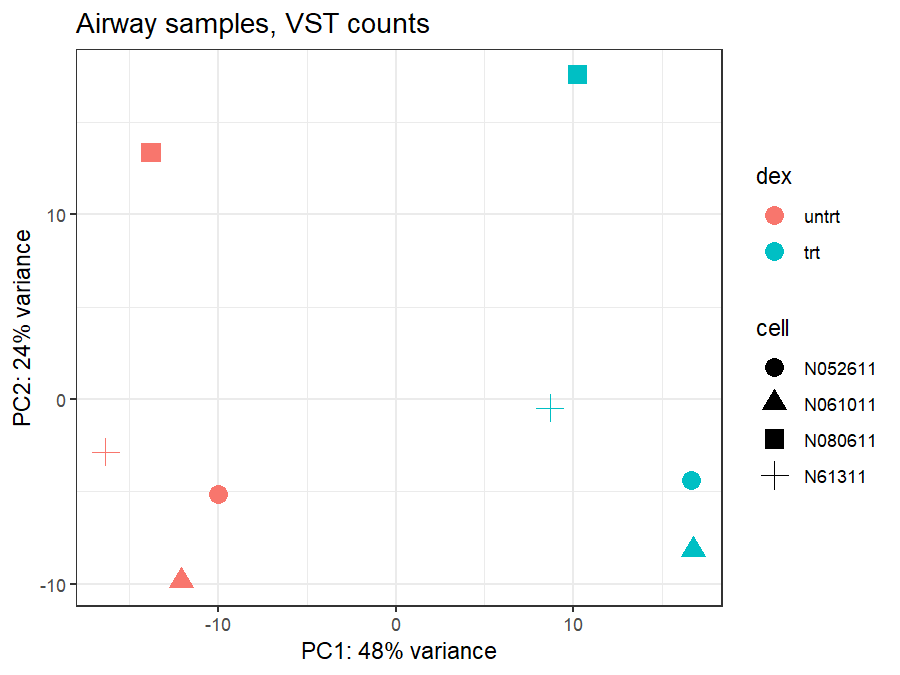 Airway samples, VST counts
PC2: 24% variance
10
0
-10
-10
0
10
PC1: 48% variance
dex
untrt
trt
cell
N052611
N061011
N080611
N61311